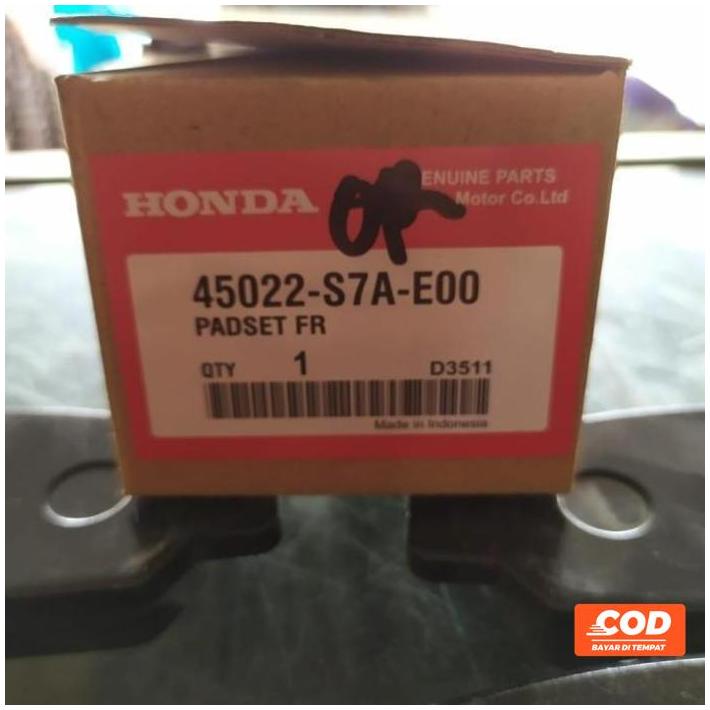 HONDA
ENUINE PARTS
Motor Co.Ltd
45022-S7A-E00
PADSET FR
QTY 1 D3511
Made in Indonesia
COD
BAYAR DI TEMPAT